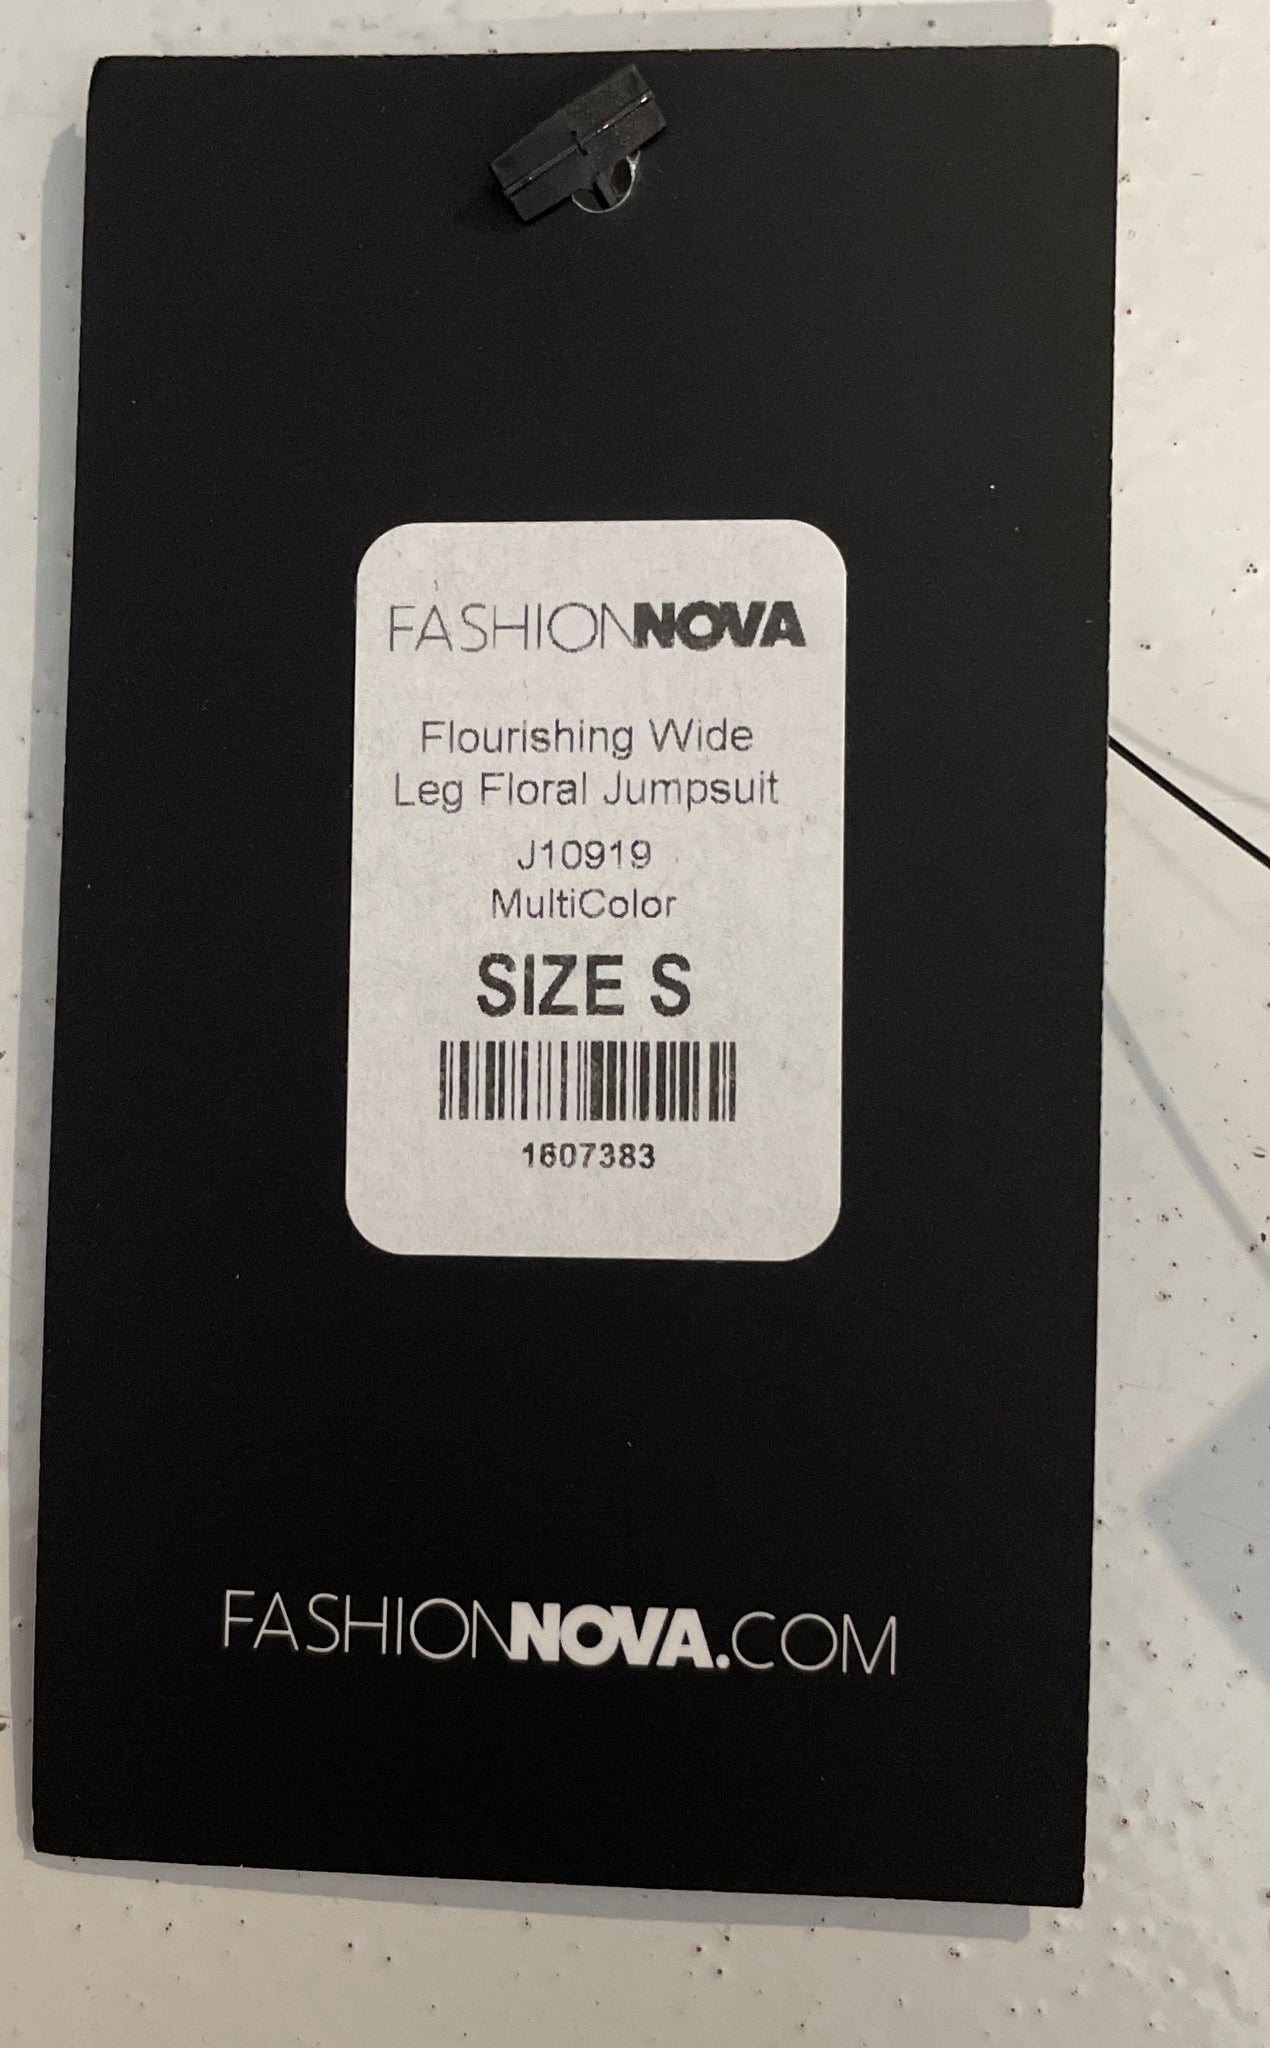 FASHIONNOVA
Flourishing Wide
Leg Floral Jumpsuit
J10919
MultiColor
SIZE S
1607383
FASHIONNOVA.COM